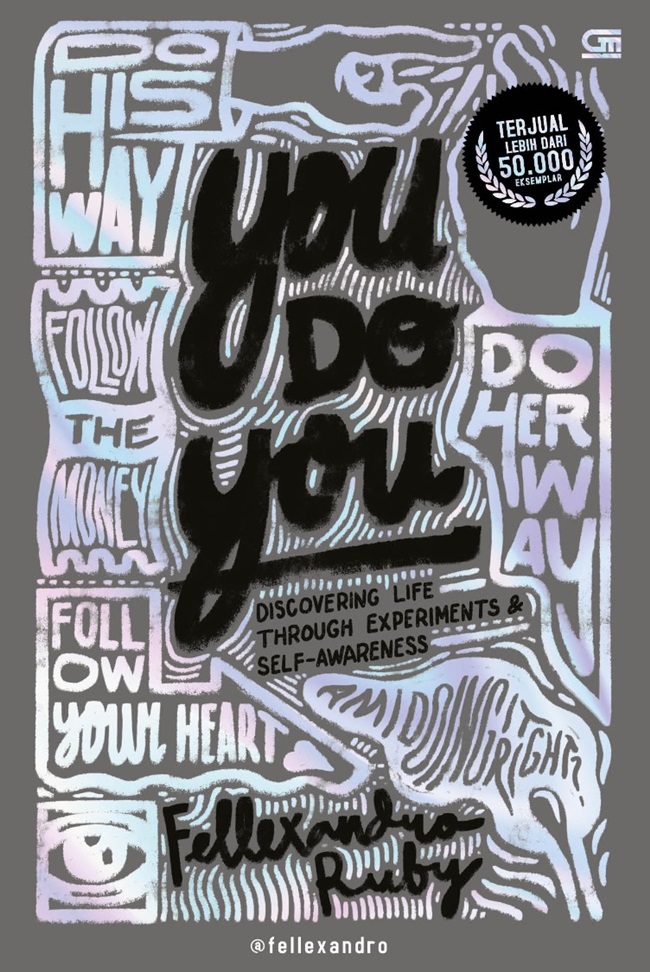 DO
HIS
WAY
GM
TERJUAL
LEBIH DARI
50.000
EKSEMPLAR
you
DO
you
FOLLOW
THE
MONEY
DO
HER
WAY
DISCOVERING LIFE
THROUGH EXPERIMENTS &
SELF-AWARENESS
FOLL
OW
your HEART
AM I DOING IT RIGHT?
Fellexandro
Ruby
@fellexandro